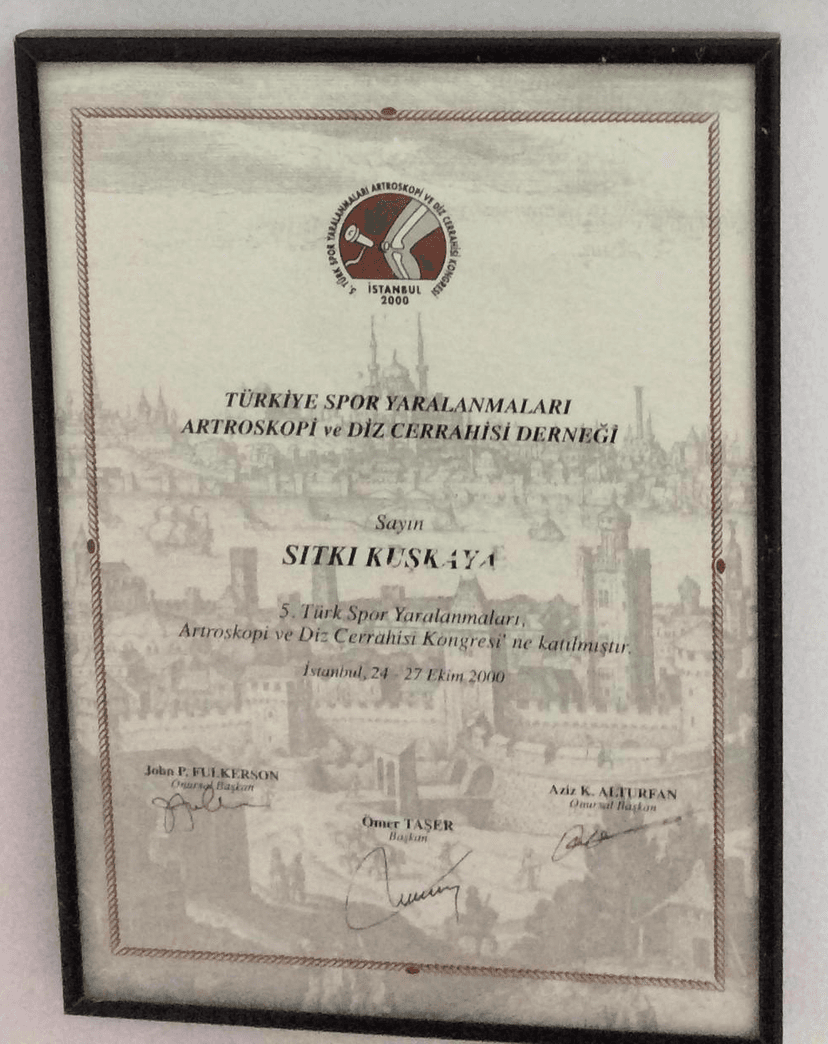 5. TÜRK SPOR YARALANMALARI ARTROSKOPİ VE DİZ CERRAHİSİ KONGRESİ
İSTANBUL
2000
TÜRKİYE SPOR YARALANMALARI
ARTROSKOPİ ve DİZ CERRAHİSİ DERNEĞİ
Sayın
SITKI KUŞKAYA
5. Türk Spor Yaralanmaları,
Artroskopi ve Diz Cerrahisi Kongresi' ne katılmıştır.
İstanbul, 24 - 27 Ekim 2000
John P. FULKERSON
Onursal Başkan
Aziz K. ALTURFAN
Onursal Başkan
Ömer TAŞER
Başkan